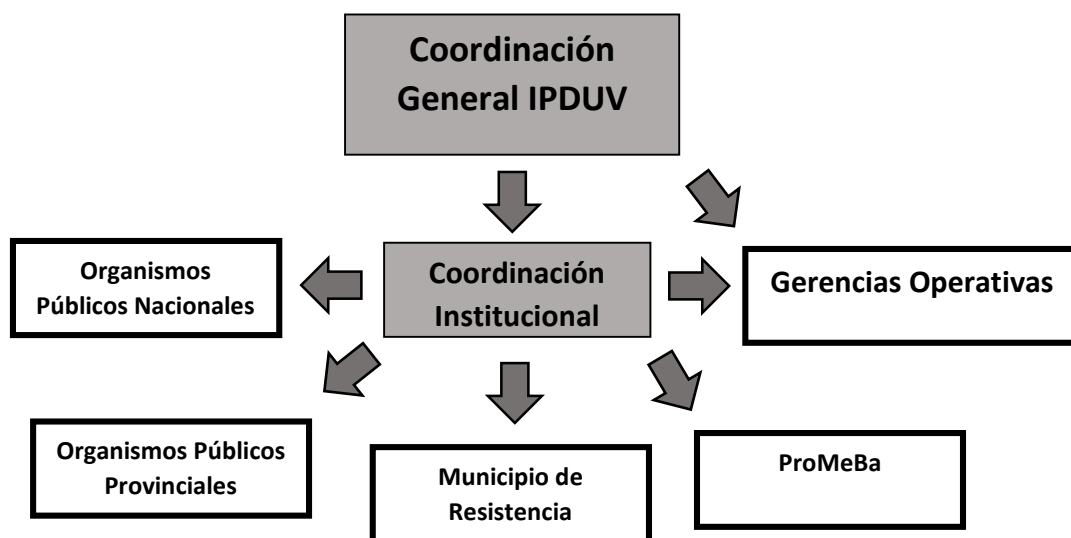 Coordinación
General IPDUV
Organismos
Públicos Nacionales
Coordinación
Institucional
Gerencias Operativas
Organismos Públicos
Provinciales
Municipio de
Resistencia
ProMeBa